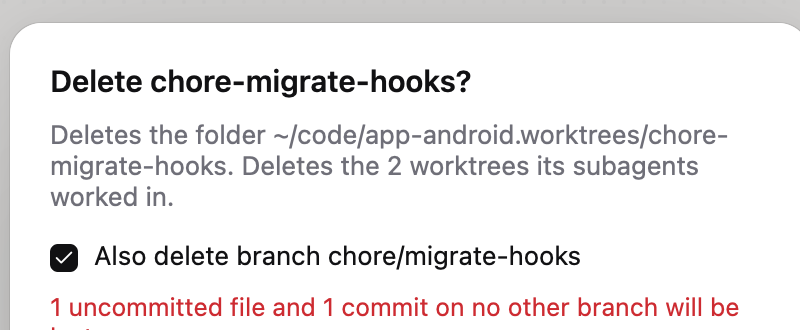 Delete chore-migrate-hooks?
Deletes the folder ~/code/app-android.worktrees/chore-
migrate-hooks. Deletes the 2 worktrees its subagents
worked in.
Also delete branch chore/migrate-hooks
1 uncommitted file and 1 commit on no other branch will be